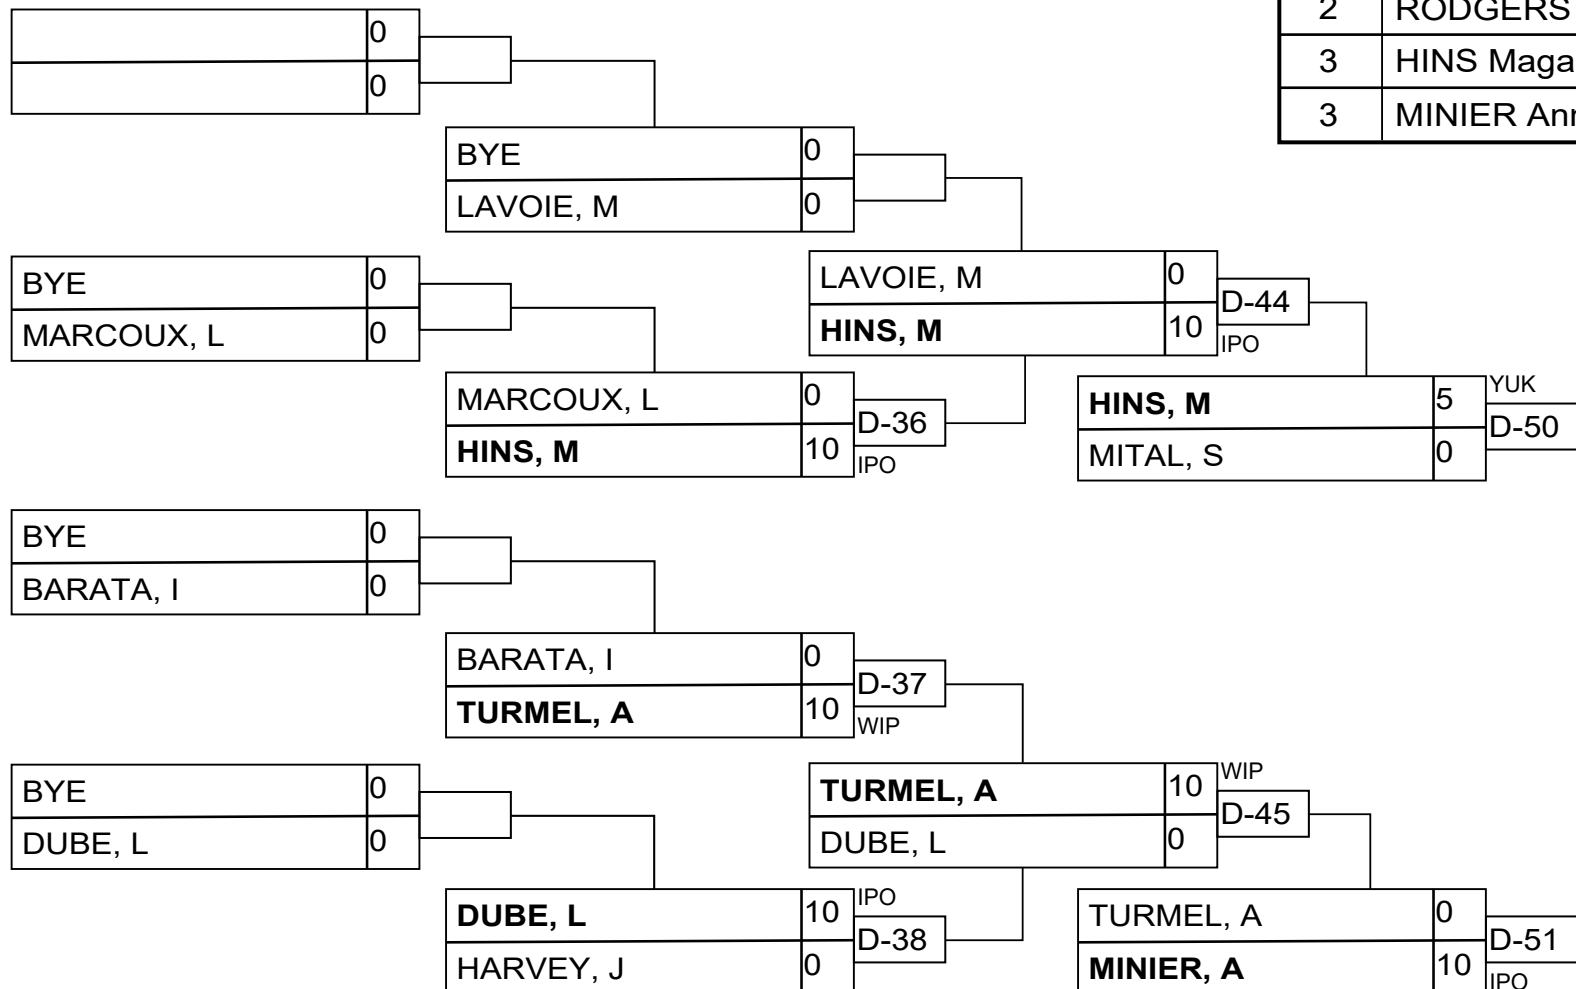 2 RODGERS
3 HINS Maga
3 MINIER Ann
0
0
BYE 0
LAVOIE, M 0
BYE 0
MARCOUX, L 0
LAVOIE, M 0
D-44
HINS, M 10
IPO
MARCOUX, L 0
D-36
HINS, M 10
IPO
HINS, M 5
YUK
D-50
MITAL, S 0
BYE 0
BARATA, I 0
BARATA, I 0
D-37
TURMEL, A 10
WIP
BYE 0
DUBE, L 0
TURMEL, A 10
WIP
D-45
DUBE, L 0
DUBE, L 10
IPO
D-38
HARVEY, J 0
TURMEL, A 0
D-51
MINIER, A 10
IPO